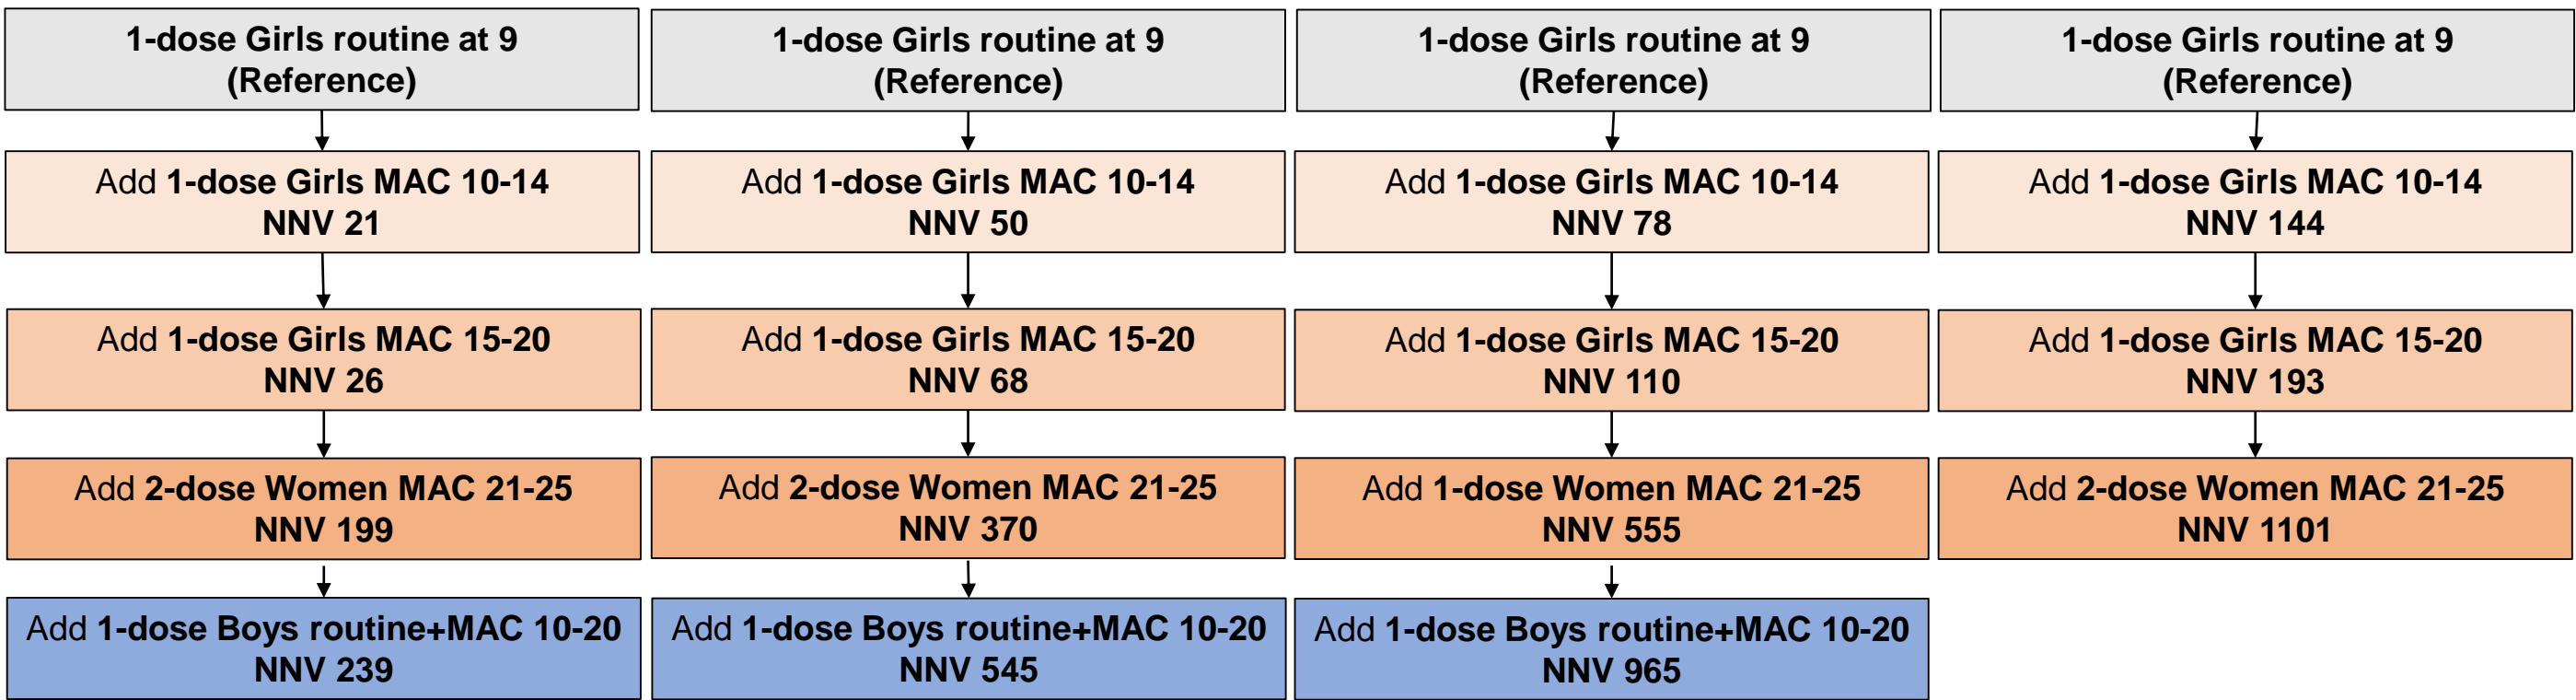 1-dose Girls routine at 9
(Reference)
Add 1-dose Girls MAC 10-14
NNV 21
Add 1-dose Girls MAC 15-20
NNV 26
Add 2-dose Women MAC 21-25
NNV 199
Add 1-dose Boys routine+MAC 10-20
NNV 239
1-dose Girls routine at 9
(Reference)
Add 1-dose Girls MAC 10-14
NNV 50
Add 1-dose Girls MAC 15-20
NNV 68
Add 2-dose Women MAC 21-25
NNV 370
Add 1-dose Boys routine+MAC 10-20
NNV 545
1-dose Girls routine at 9
(Reference)
Add 1-dose Girls MAC 10-14
NNV 78
Add 1-dose Girls MAC 15-20
NNV 110
Add 1-dose Women MAC 21-25
NNV 555
Add 1-dose Boys routine+MAC 10-20
NNV 965
1-dose Girls routine at 9
(Reference)
Add 1-dose Girls MAC 10-14
NNV 144
Add 1-dose Girls MAC 15-20
NNV 193
Add 2-dose Women MAC 21-25
NNV 1101